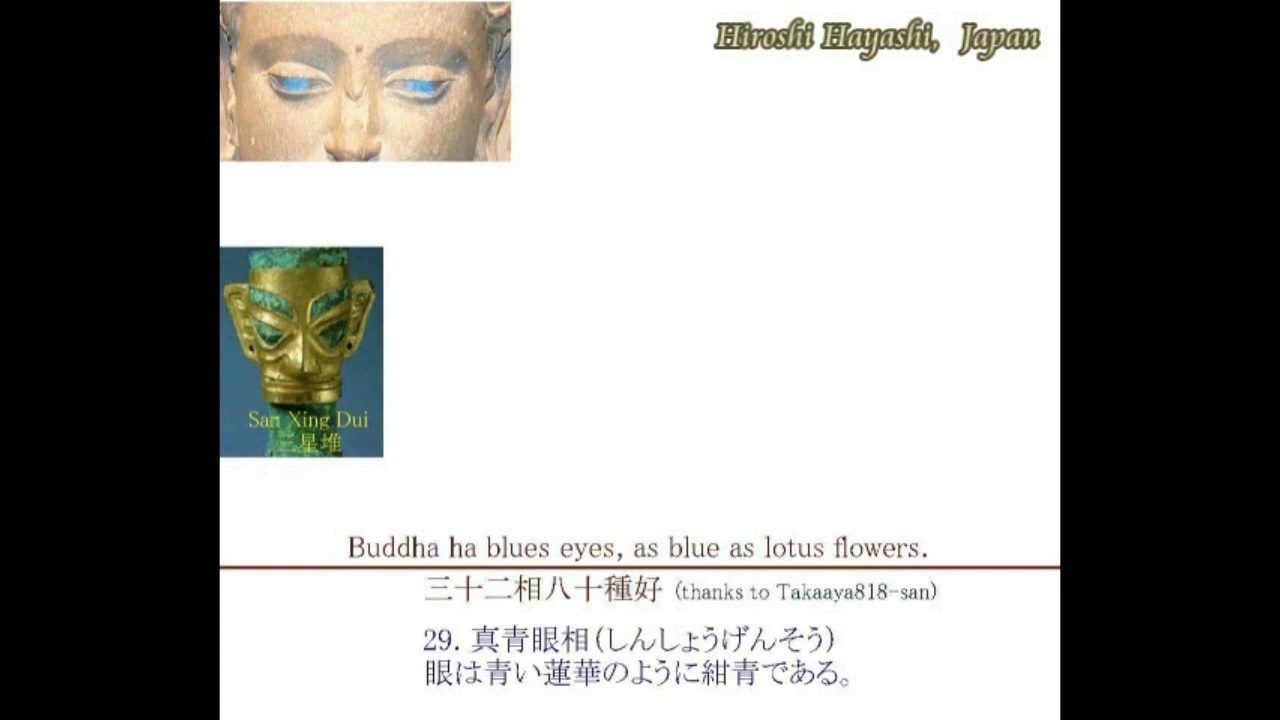 Hiroshi Hayashi, Japan
San Xing Dui
三星堆
Buddha ha blues eyes, as blue as lotus flowers.
三十二相八十種好 (thanks to Takaaya818-san)
29. 真青眼相(しんしょうげんそう)
眼は青い蓮華のように紺青である。